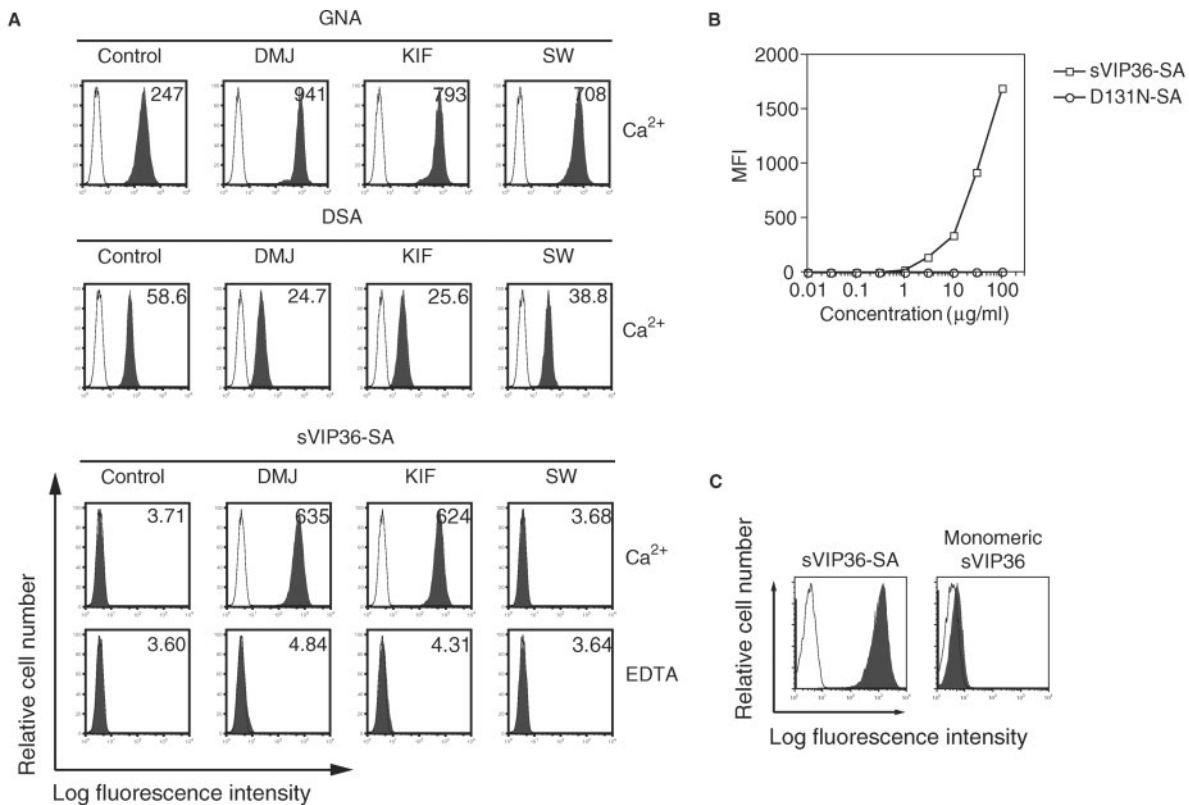 A
GNA
Control DMJ KIF SW
247 941 793 708
Ca²⁺
DSA
Control DMJ KIF SW
58.6 24.7 25.6 38.8
Ca²⁺
sVIP36-SA
Control DMJ KIF SW
3.71 635 624 3.68
Ca²⁺
3.60 4.84 4.31 3.64
EDTA
Relative cell number
Log fluorescence intensity
B
2000
1500
1000
500
0
MFI
0.01 0.1 1 10 100
Concentration (μg/ml)
sVIP36-SA
D131N-SA
C
sVIP36-SA
Monomeric
sVIP36
Relative cell number
Log fluorescence intensity